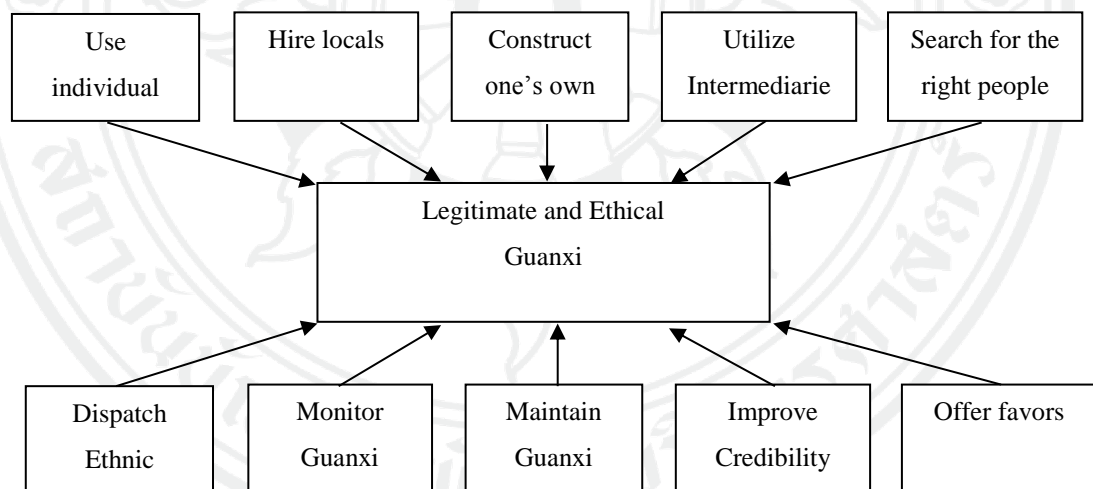 Use
individual
Hire locals
Construct
one's own
Utilize
Intermediarie
Search for the
right people
Legitimate and Ethical
Guanxi
Dispatch
Ethnic
Monitor
Guanxi
Maintain
Guanxi
Improve
Credibility
Offer favors